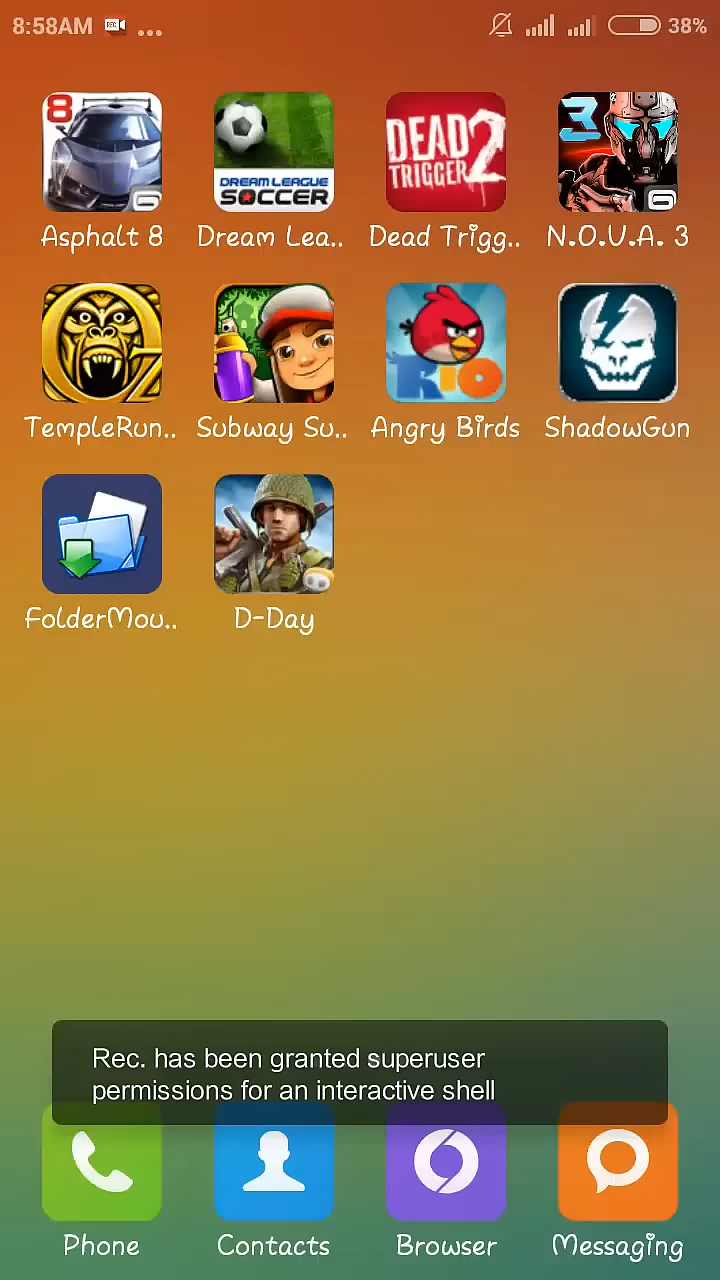 8:58AM REC ... 38%
8
DREAM LEAGUE
SOCCER
DEAD
TRIGGER 2
3
Asphalt 8 Dream Lea.. Dead Trigg.. N.O.V.A. 3
OZ
RIO
TempleRun.. Subway Su.. Angry Birds ShadowGun
FolderMou.. D-Day
Rec. has been granted superuser
permissions for an interactive shell
Phone Contacts Browser Messaging